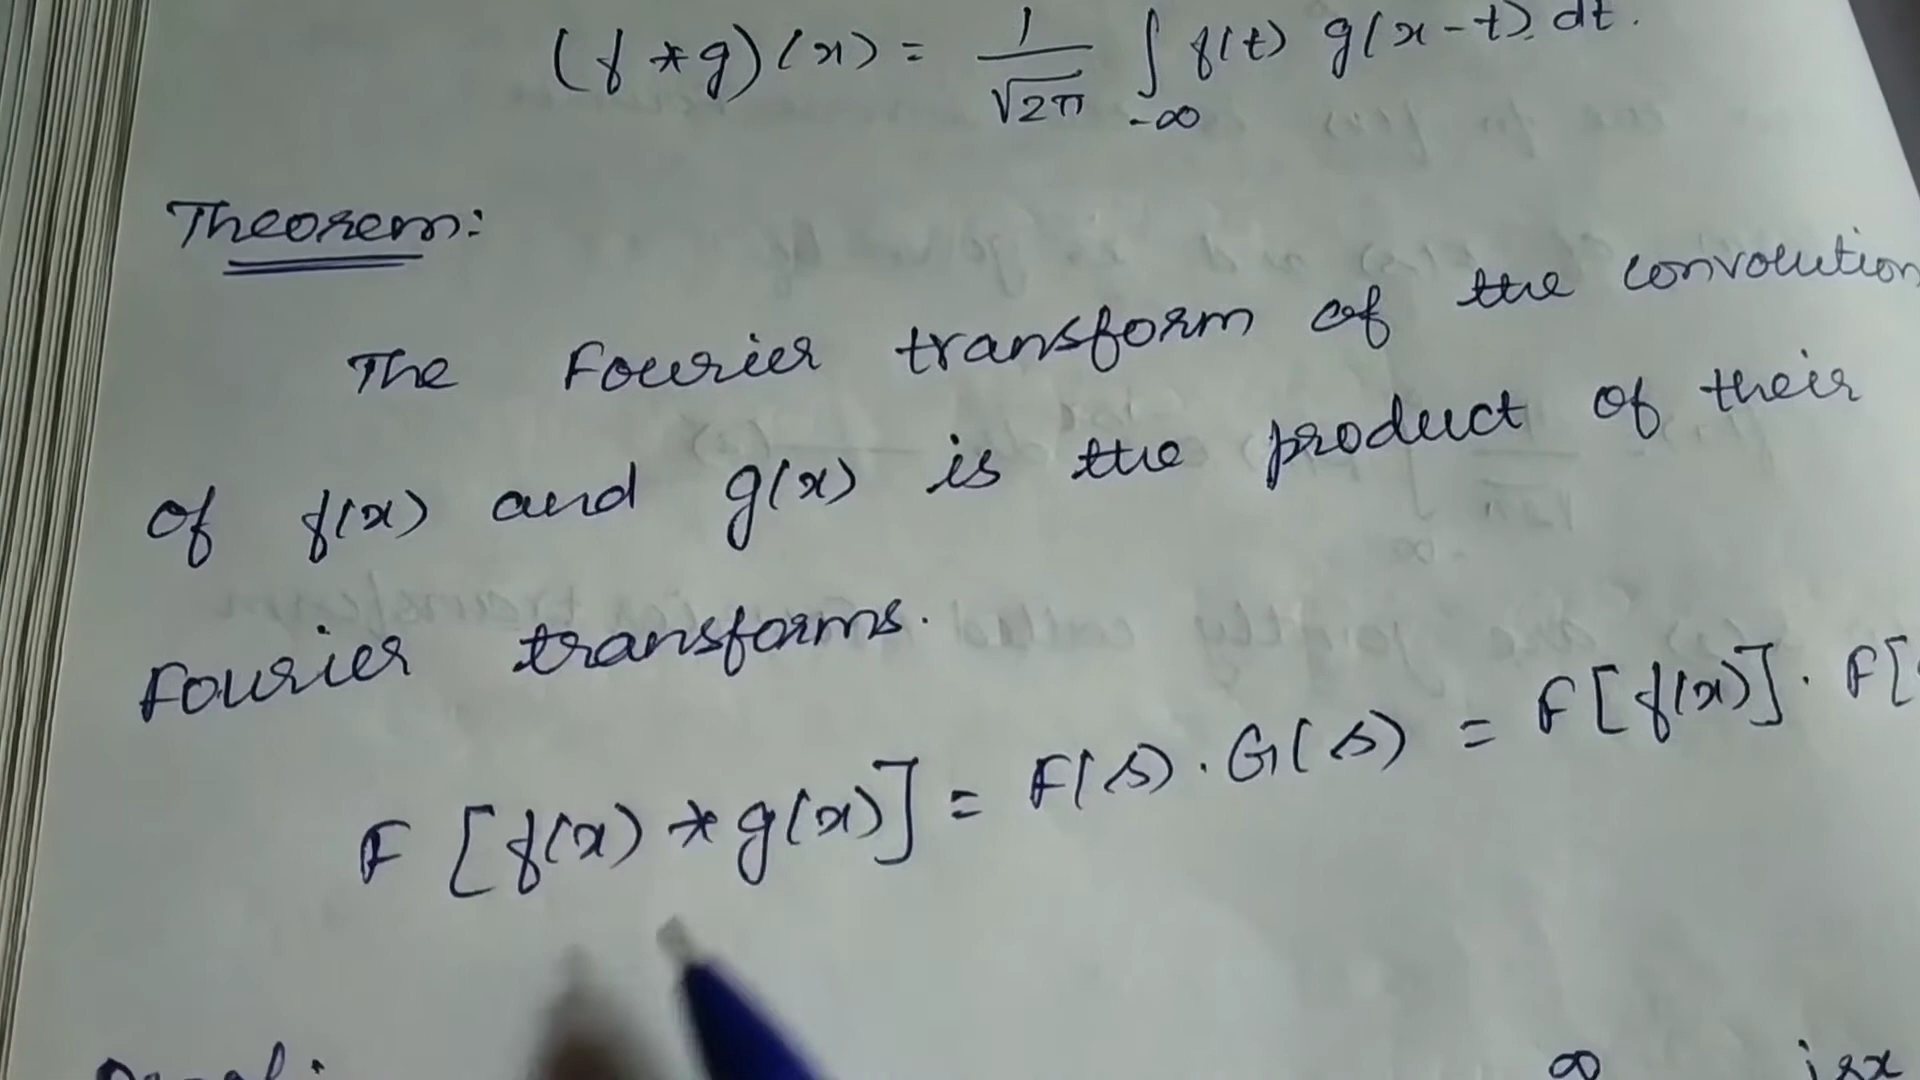 (f * g)(x) = 1/√2π ∫_{-∞} f(t) g(x-t) dt.
Theorem:
The Fourier transform of the convolution
of f(x) and g(x) is the product of their
Fourier transforms.
F [f(x) * g(x)] = F(s) . G(s) = F[f(x)] . F[
∞ isx